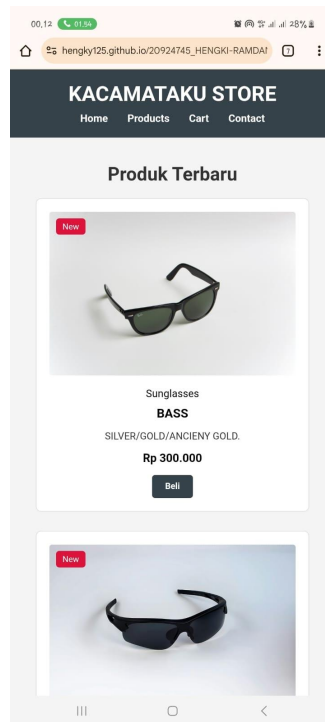 00,12 01,54 28%
hengky125.github.io/20924745_HENGKI-RAMDAN
7
KACAMATAKU STORE
Home Products Cart Contact
Produk Terbaru
New
Sunglasses
BASS
SILVER/GOLD/ANCIENY GOLD.
Rp 300.000
Beli
New